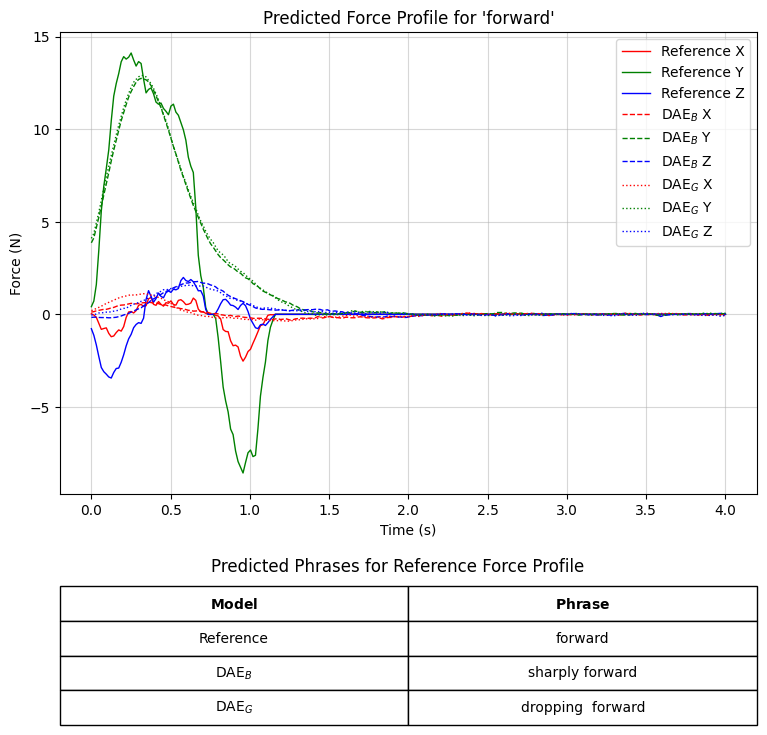 Predicted Force Profile for 'forward'
15
10
5
0
−5
Force (N)
Reference X
Reference Y
Reference Z
DAE_B X
DAE_B Y
DAE_B Z
DAE_G X
DAE_G Y
DAE_G Z
0.0 0.5 1.0 1.5 2.0 2.5 3.0 3.5 4.0
Time (s)
Predicted Phrases for Reference Force Profile
Model Phrase
Reference forward
DAE_B sharply forward
DAE_G dropping  forward